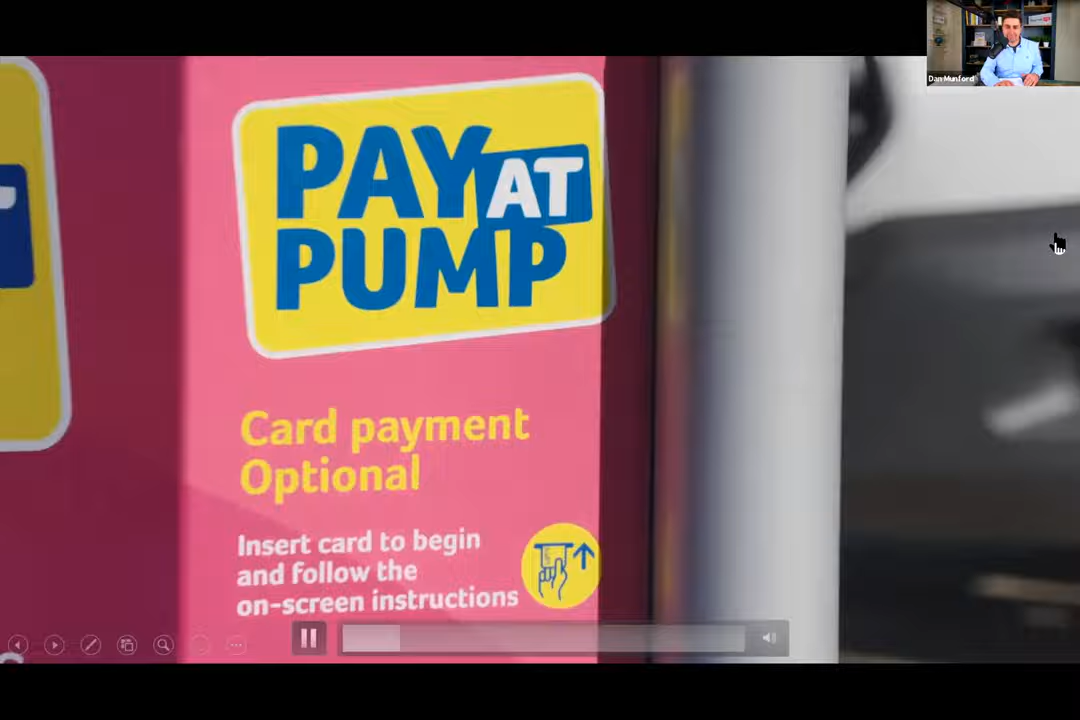 Dan Munford
PAY AT
PUMP
Card payment
Optional
Insert card to begin
and follow the
on-screen instructions